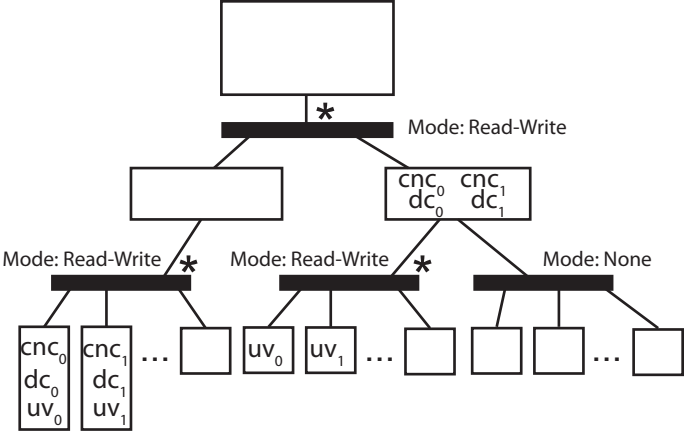 *
Mode: Read-Write
cnc₀ cnc₁
dc₀ dc₁
Mode: Read-Write
*
Mode: Read-Write
*
Mode: None
cnc₀
dc₀
uv₀
cnc₁
dc₁
uv₁
...
uv₀
uv₁
...
...